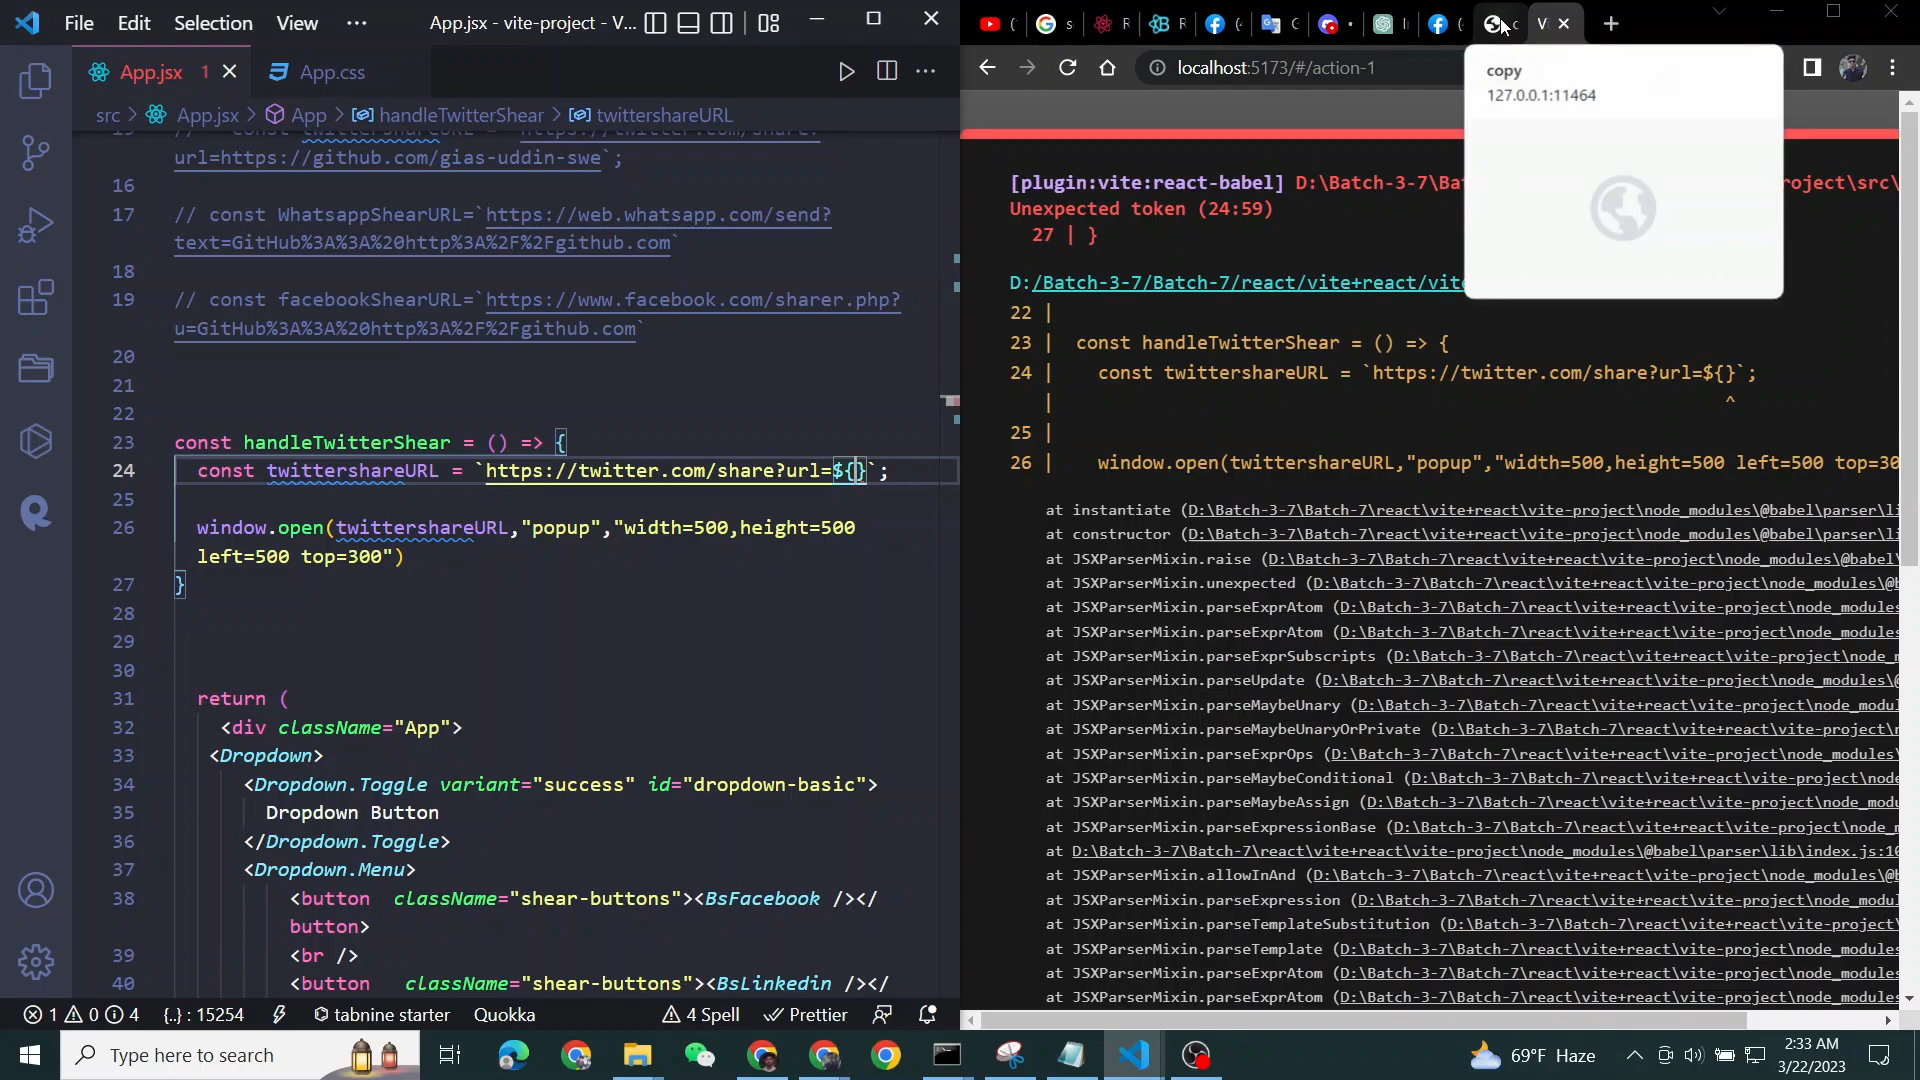 File Edit Selection View ··· App.jsx - vite-project - V...
App.jsx 1 App.css
src > App.jsx > App > handleTwitterShear > twittershareURL
url=https://github.com/gias-uddin-swe`;
16
17 // const WhatsappShearURL=`https://web.whatsapp.com/send?
text=GitHub%3A%3A%20http%3A%2F%2Fgithub.com`
18
19 // const facebookShearURL=`https://www.facebook.com/sharer.php?
u=GitHub%3A%3A%20http%3A%2F%2Fgithub.com`
20
21
22
23 const handleTwitterShear = () => {
24 const twittershareURL = `https://twitter.com/share?url=${}`;
25
26 window.open(twittershareURL,"popup","width=500,height=500
left=500 top=300")
27 }
28
29
30
31 return (
32 <div className="App">
33 <Dropdown>
34 <Dropdown.Toggle variant="success" id="dropdown-basic">
35 Dropdown Button
36 </Dropdown.Toggle>
37 <Dropdown.Menu>
38 <button className="shear-buttons"><BsFacebook /></
button>
39 <br />
40 <button className="shear-buttons"><BsLinkedin /></
1 0 4 {..} : 15254 tabnine starter Quokka 4 Spell Prettier
localhost:5173/#/action-1
copy
127.0.0.1:11464
[plugin:vite:react-babel] D:\Batch-3-7\Ba
roject\src\
Unexpected token (24:59)
27 | }
D:/Batch-3-7/Batch-7/react/vite+react/vite
22 |
23 | const handleTwitterShear = () => {
24 | const twittershareURL = `https://twitter.com/share?url=${}`;
| ^
25 |
26 | window.open(twittershareURL,"popup","width=500,height=500 left=500 top=30
at instantiate (D:\Batch-3-7\Batch-7\react\vite+react\vite-project\node_modules\@babel\parser\li
at constructor (D:\Batch-3-7\Batch-7\react\vite+react\vite-project\node_modules\@babel\parser\li
at JSXParserMixin.raise (D:\Batch-3-7\Batch-7\react\vite+react\vite-project\node_modules\@babel\
at JSXParserMixin.unexpected (D:\Batch-3-7\Batch-7\react\vite+react\vite-project\node_modules\@b
at JSXParserMixin.parseExprAtom (D:\Batch-3-7\Batch-7\react\vite+react\vite-project\node_modules
at JSXParserMixin.parseExprAtom (D:\Batch-3-7\Batch-7\react\vite+react\vite-project\node_modules
at JSXParserMixin.parseExprSubscripts (D:\Batch-3-7\Batch-7\react\vite+react\vite-project\node_m
at JSXParserMixin.parseUpdate (D:\Batch-3-7\Batch-7\react\vite+react\vite-project\node_modules\@
at JSXParserMixin.parseMaybeUnary (D:\Batch-3-7\Batch-7\react\vite+react\vite-project\node_modul
at JSXParserMixin.parseMaybeUnaryOrPrivate (D:\Batch-3-7\Batch-7\react\vite+react\vite-project\n
at JSXParserMixin.parseExprOps (D:\Batch-3-7\Batch-7\react\vite+react\vite-project\node_modules\
at JSXParserMixin.parseMaybeConditional (D:\Batch-3-7\Batch-7\react\vite+react\vite-project\node
at JSXParserMixin.parseMaybeAssign (D:\Batch-3-7\Batch-7\react\vite+react\vite-project\node_modu
at JSXParserMixin.parseExpressionBase (D:\Batch-3-7\Batch-7\react\vite+react\vite-project\node_m
at D:\Batch-3-7\Batch-7\react\vite+react\vite-project\node_modules\@babel\parser\lib\index.js:10
at JSXParserMixin.allowInAnd (D:\Batch-3-7\Batch-7\react\vite+react\vite-project\node_modules\@b
at JSXParserMixin.parseExpression (D:\Batch-3-7\Batch-7\react\vite+react\vite-project\node_modul
at JSXParserMixin.parseTemplateSubstitution (D:\Batch-3-7\Batch-7\react\vite+react\vite-project\
at JSXParserMixin.parseTemplate (D:\Batch-3-7\Batch-7\react\vite+react\vite-project\node_modules
at JSXParserMixin.parseExprAtom (D:\Batch-3-7\Batch-7\react\vite+react\vite-project\node_modules
at JSXParserMixin.parseExprAtom (D:\Batch-3-7\Batch-7\react\vite+react\vite-project\node_modules
Type here to search
69°F Haze
2:33 AM
3/22/2023